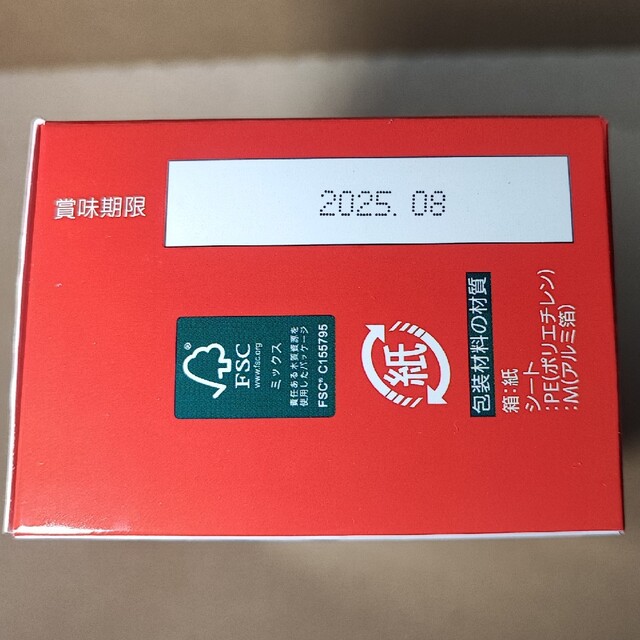 賞味期限
2025. 08
FSC
www.fsc.org
ミックス
責任ある木質資源を
使用したパッケージ
FSC® C155795
紙
包装材料の材質
箱:紙
シート
:PE(ポリエチレン)
:M(アルミ箔)